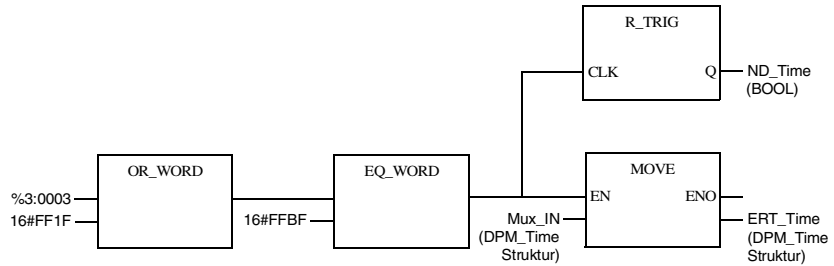 R_TRIG
CLK Q ND_Time
(BOOL)
OR_WORD EQ_WORD MOVE
%3:0003 EN ENO
16#FF1F 16#FFBF Mux_IN ERT_Time
(DPM_Time (DPM_Time
Struktur) Struktur)